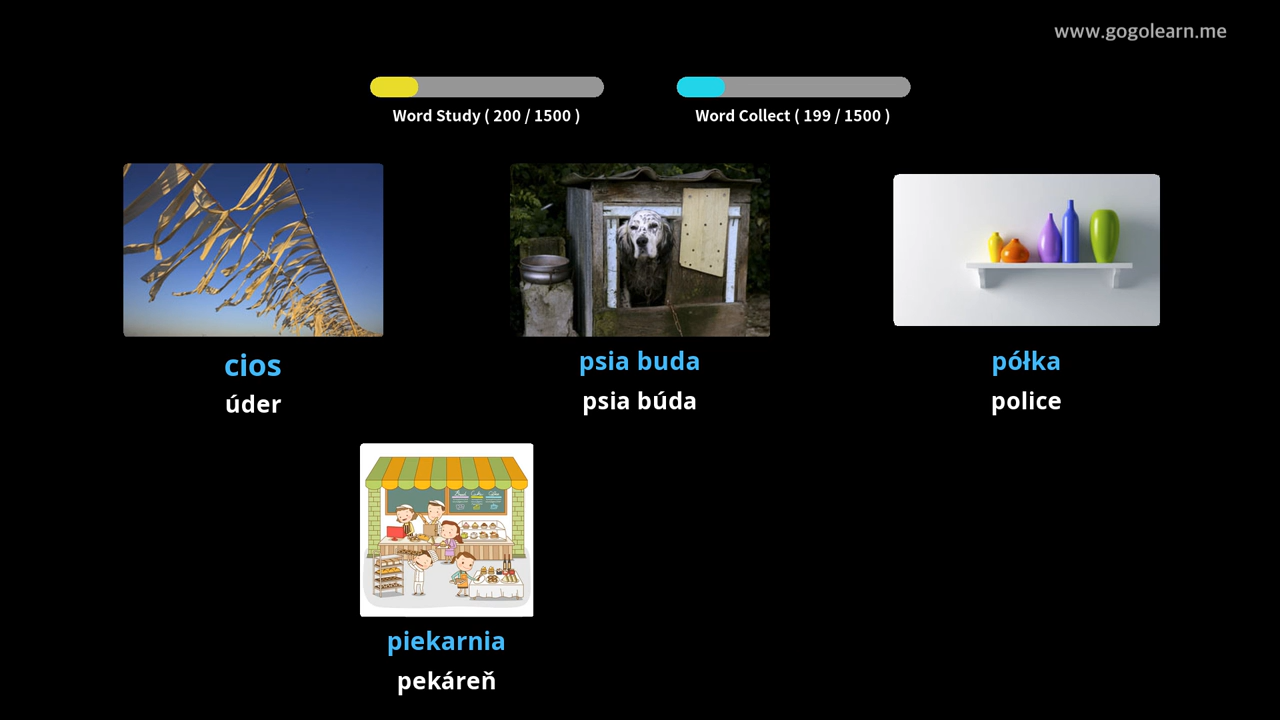 www.gogolearn.me
Word Study ( 200 / 1500 )
Word Collect ( 199 / 1500 )
cios
úder
psia buda
psia búda
półka
police
piekarnia
pekáreň